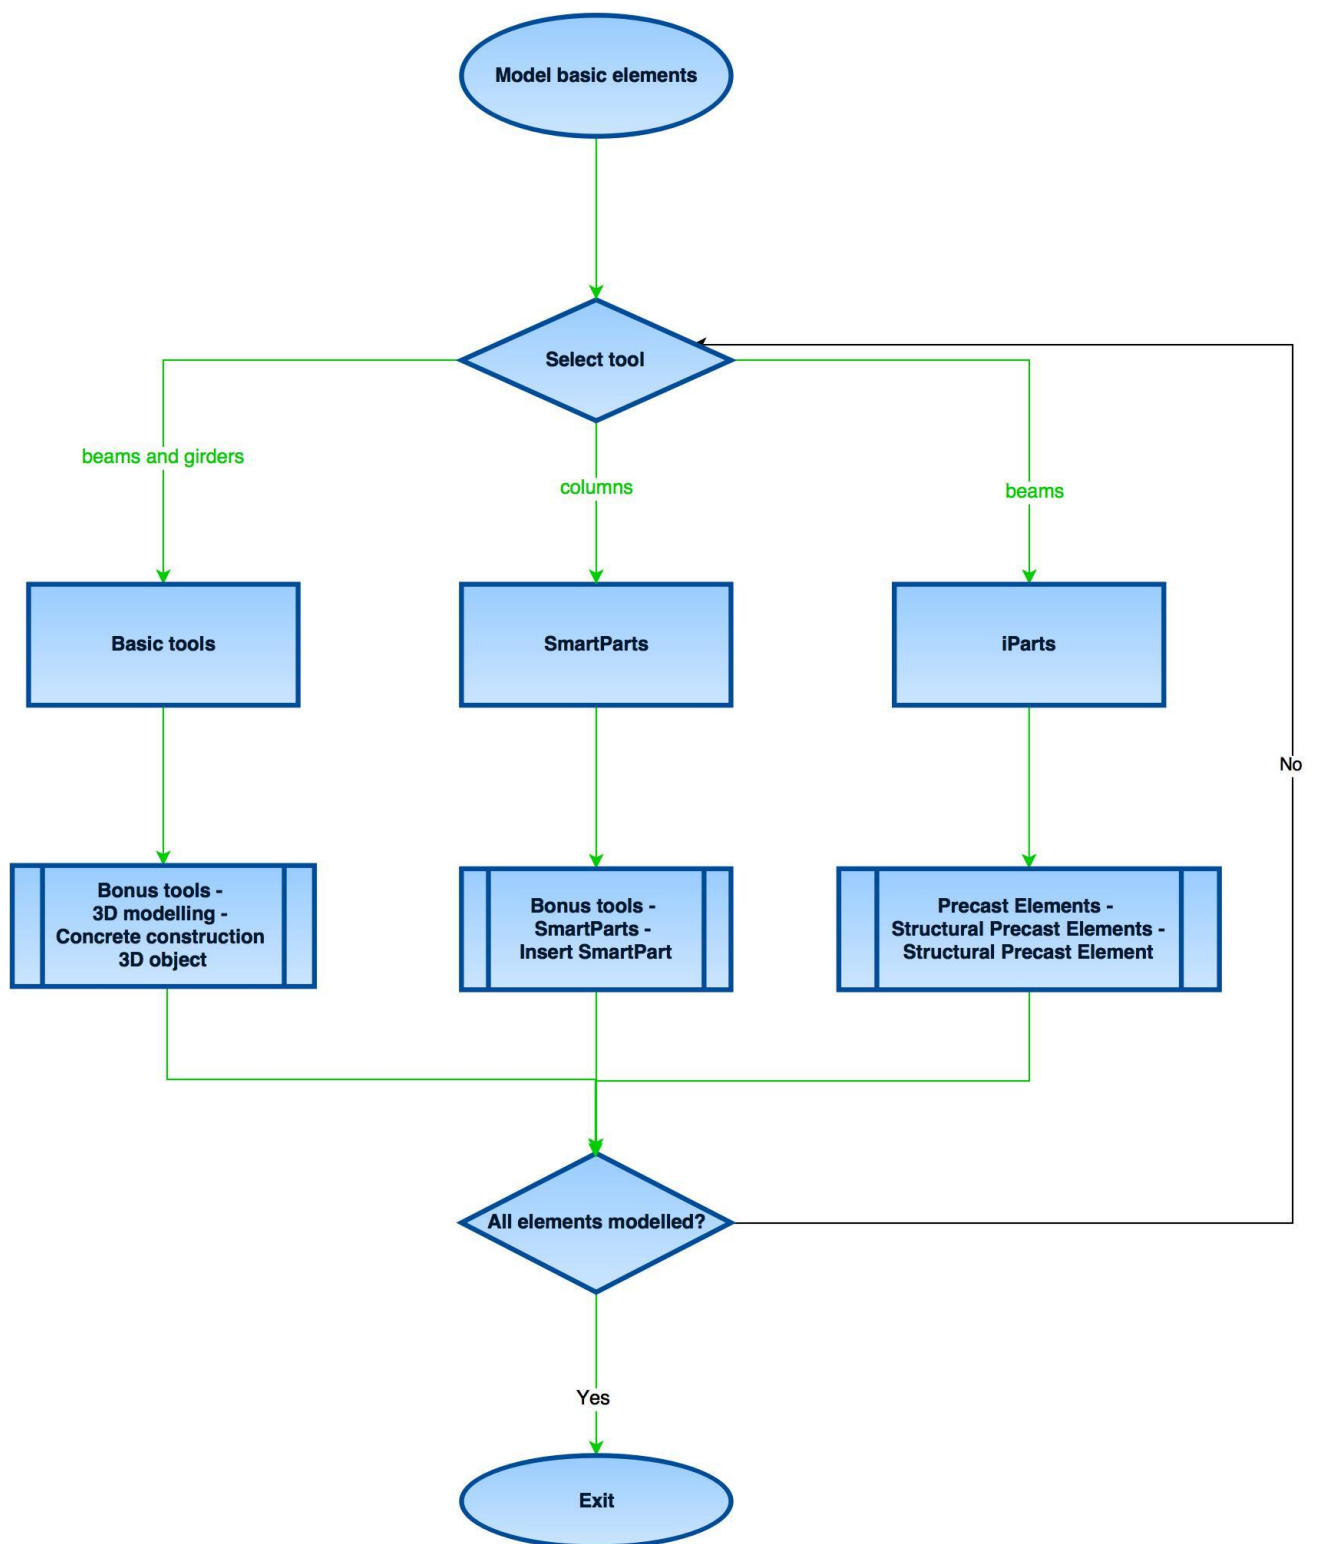 Model basic elements
Select tool
beams and girders
columns
beams
Basic tools
SmartParts
iParts
No
Bonus tools -
3D modelling -
Concrete construction
3D object
Bonus tools -
SmartParts -
Insert SmartPart
Precast Elements -
Structural Precast Elements -
Structural Precast Element
All elements modelled?
Yes
Exit